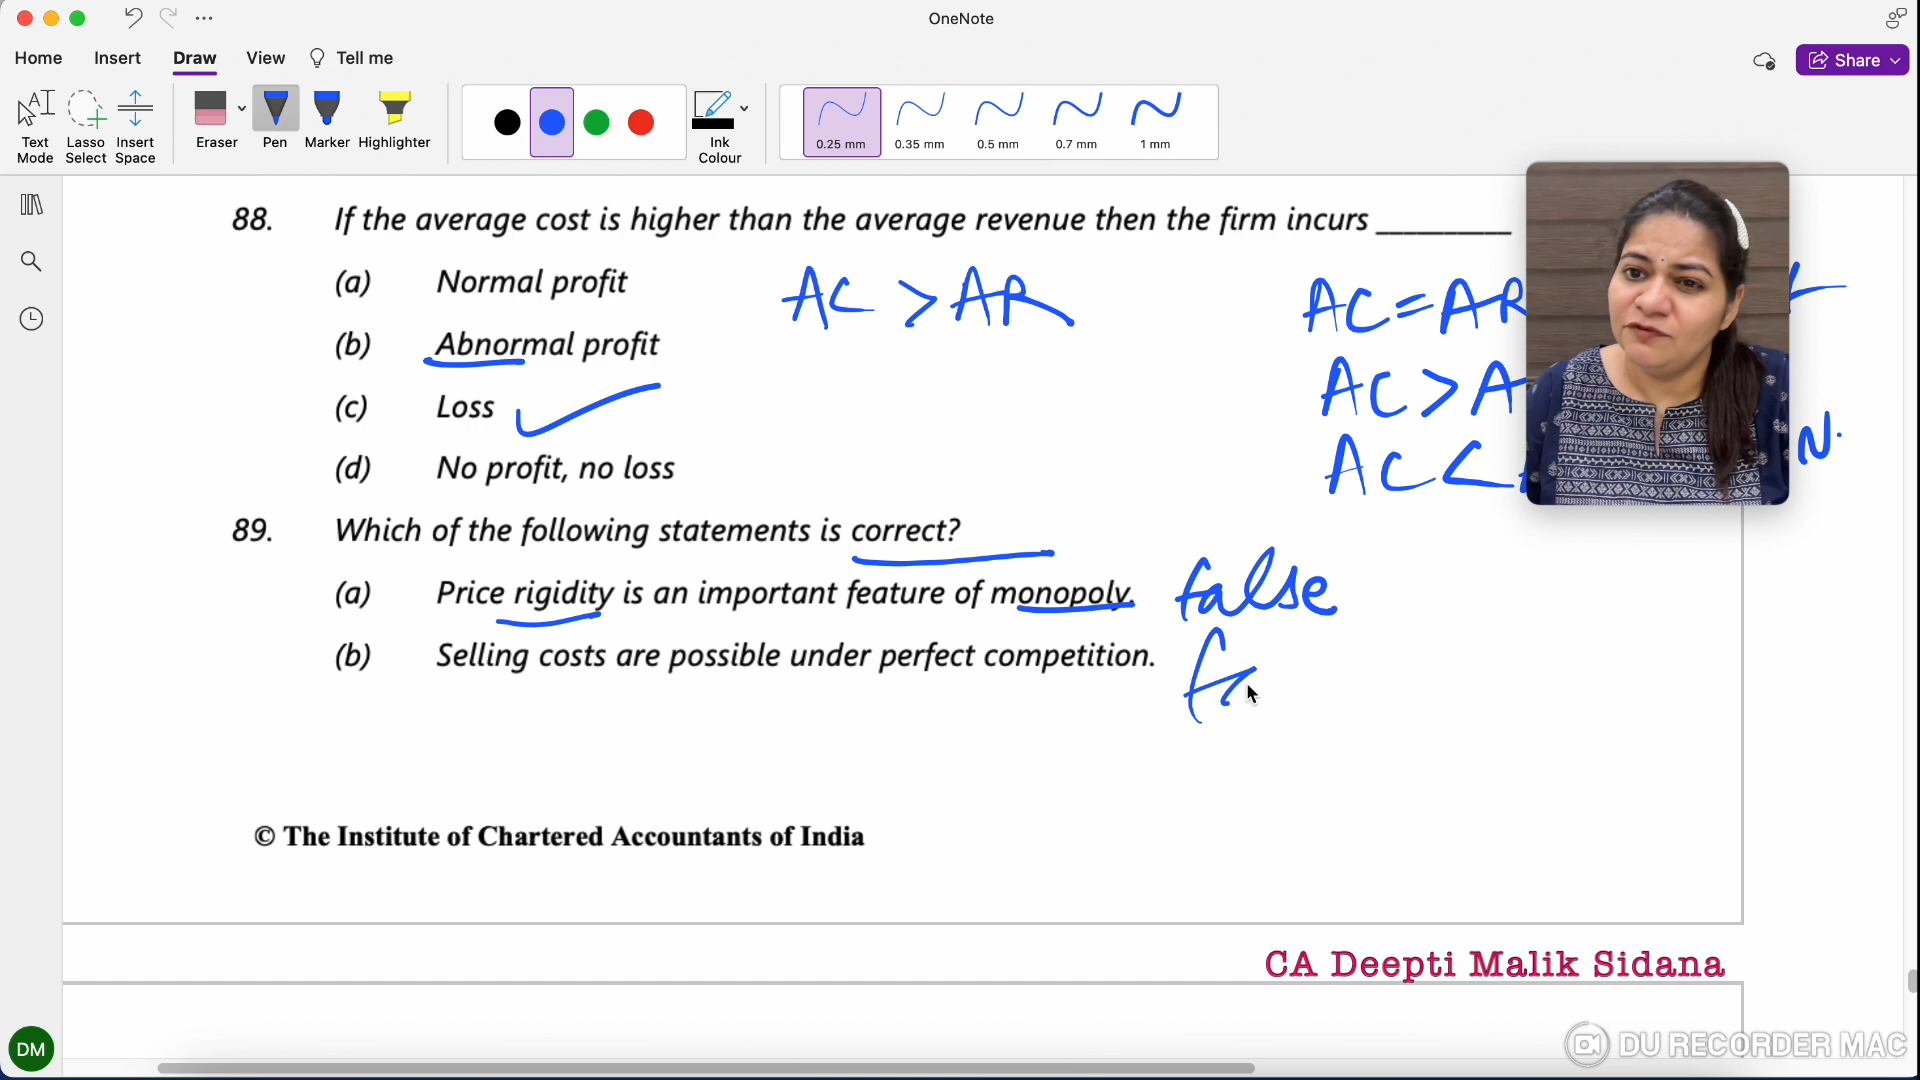 OneNote
Home Insert Draw View Tell me
Share
Text Mode
Lasso Select
Insert Space
Eraser
Pen
Marker
Highlighter
Ink Colour
0.25 mm
0.35 mm
0.5 mm
0.7 mm
1 mm
88. If the average cost is higher than the average revenue then the firm incurs __________
(a) Normal profit
AC > AR
AC = AR
(b) Abnormal profit
AC >
(c) Loss
AC <
N.
(d) No profit, no loss
89. Which of the following statements is correct?
(a) Price rigidity is an important feature of monopoly. false
(b) Selling costs are possible under perfect competition.
© The Institute of Chartered Accountants of India
CA Deepti Malik Sidana
DM
DU RECORDER MAC